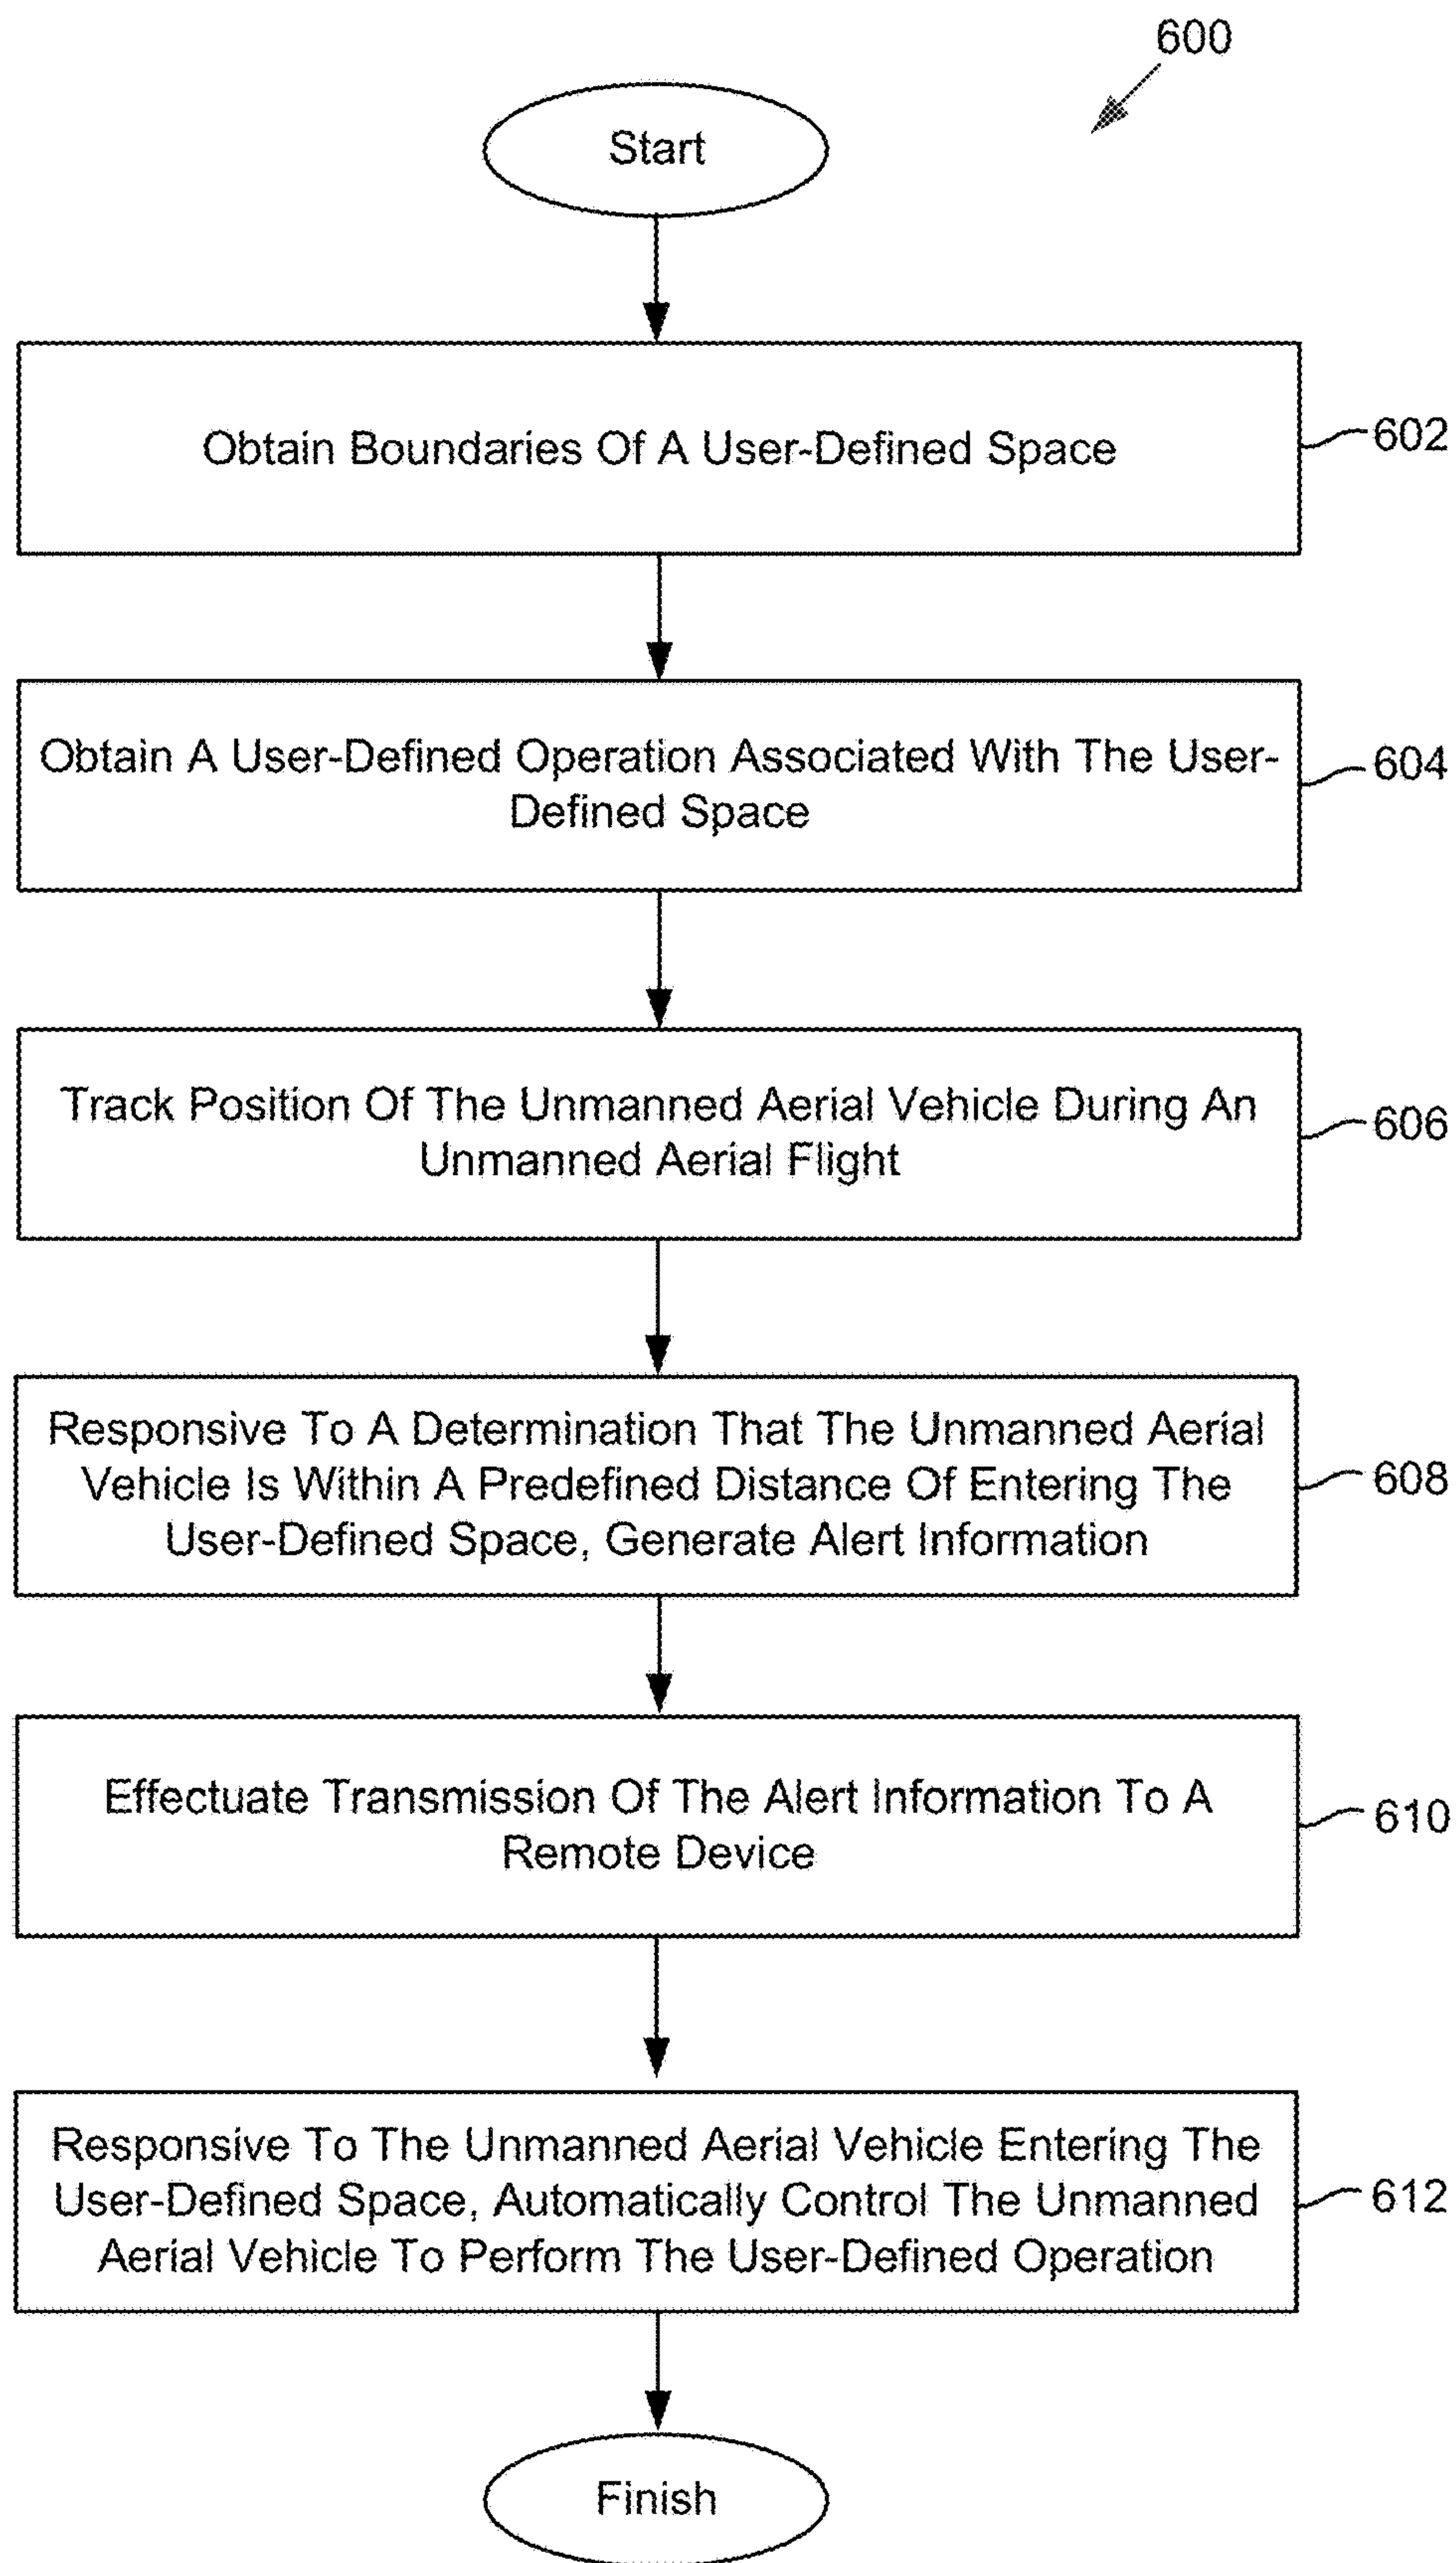 600
Start
Obtain Boundaries Of A User-Defined Space
602
Obtain A User-Defined Operation Associated With The User-
Defined Space
604
Track Position Of The Unmanned Aerial Vehicle During An
Unmanned Aerial Flight
606
Responsive To A Determination That The Unmanned Aerial
Vehicle Is Within A Predefined Distance Of Entering The
User-Defined Space, Generate Alert Information
608
Effectuate Transmission Of The Alert Information To A
Remote Device
610
Responsive To The Unmanned Aerial Vehicle Entering The
User-Defined Space, Automatically Control The Unmanned
Aerial Vehicle To Perform The User-Defined Operation
612
Finish